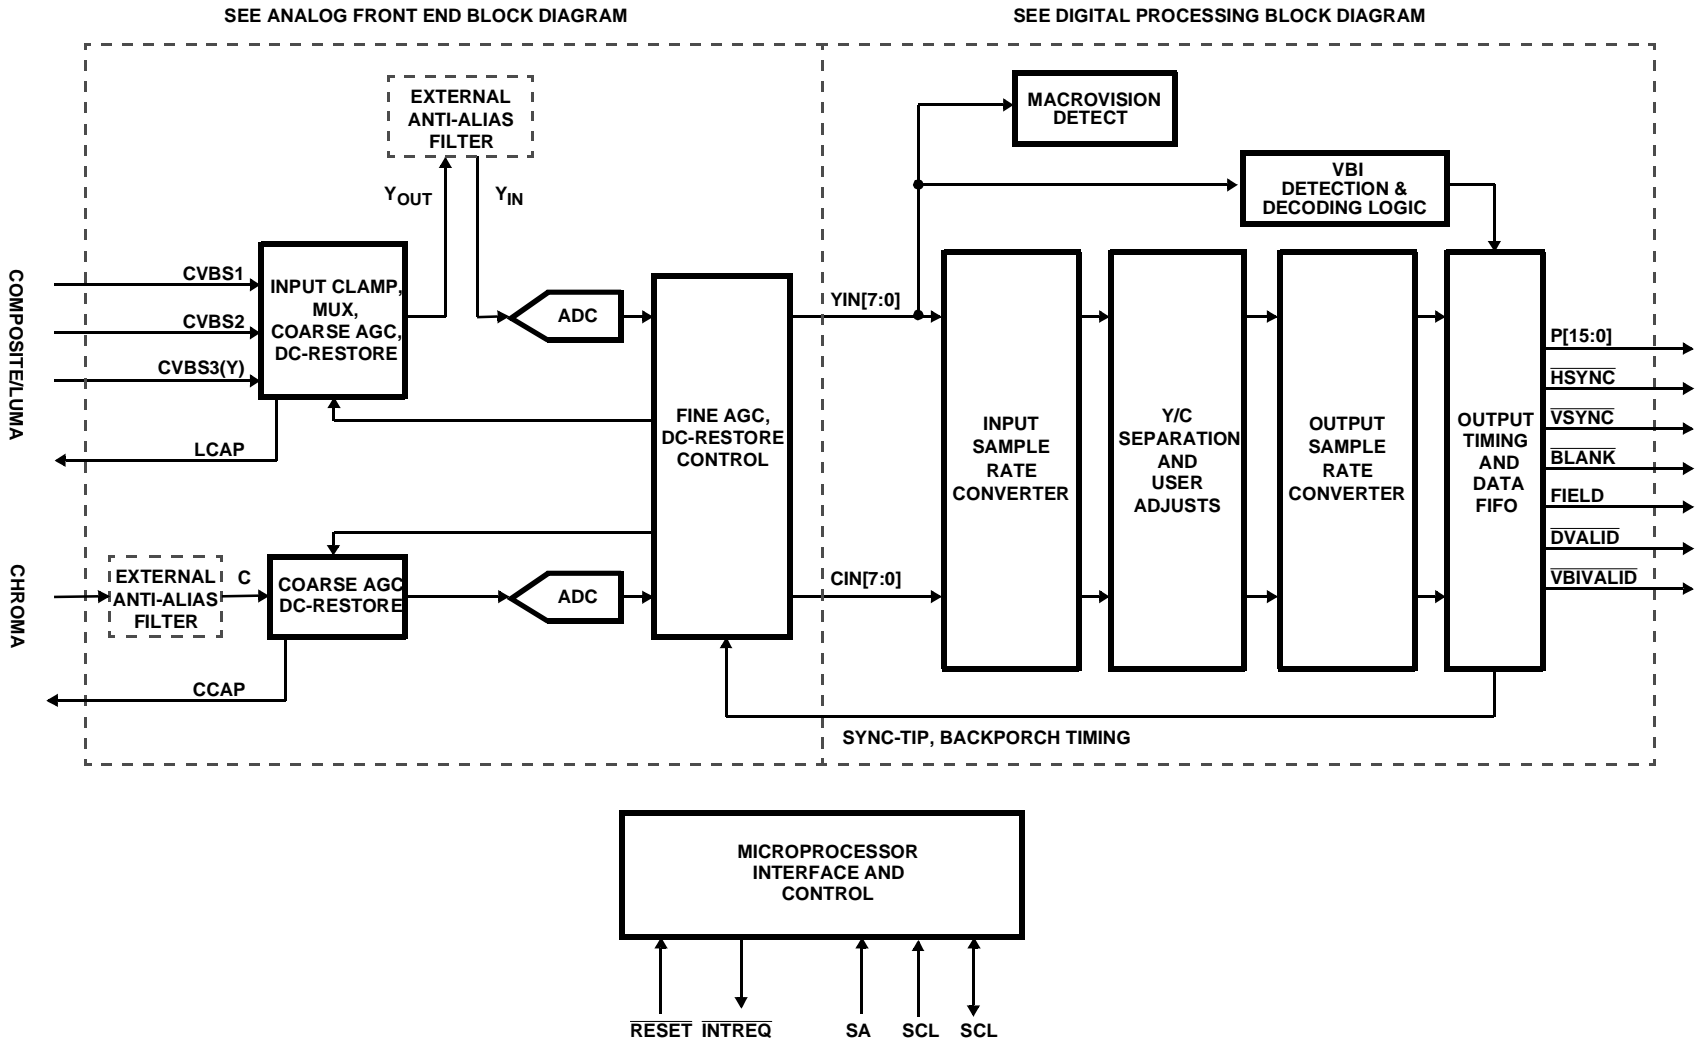 SEE ANALOG FRONT END BLOCK DIAGRAM
SEE DIGITAL PROCESSING BLOCK DIAGRAM
EXTERNAL
ANTI-ALIAS
FILTER
MACROVISION
DETECT
VBI
DETECTION &
DECODING LOGIC
YOUT
YIN
COMPOSITE/LUMA
CVBS1
CVBS2
CVBS3(Y)
LCAP
INPUT CLAMP,
MUX,
COARSE AGC,
DC-RESTORE
ADC
FINE AGC,
DC-RESTORE
CONTROL
YIN[7:0]
CIN[7:0]
INPUT
SAMPLE
RATE
CONVERTER
Y/C
SEPARATION
AND
USER
ADJUSTS
OUTPUT
SAMPLE
RATE
CONVERTER
OUTPUT
TIMING
AND
DATA
FIFO
P[15:0]
HSYNC
VSYNC
BLANK
FIELD
DVALID
VBIVALID
CHROMA
EXTERNAL
ANTI-ALIAS
FILTER
C
COARSE AGC
DC-RESTORE
ADC
CCAP
SYNC-TIP, BACKPORCH TIMING
MICROPROCESSOR
INTERFACE AND
CONTROL
RESET
INTREQ
SA
SCL
SCL